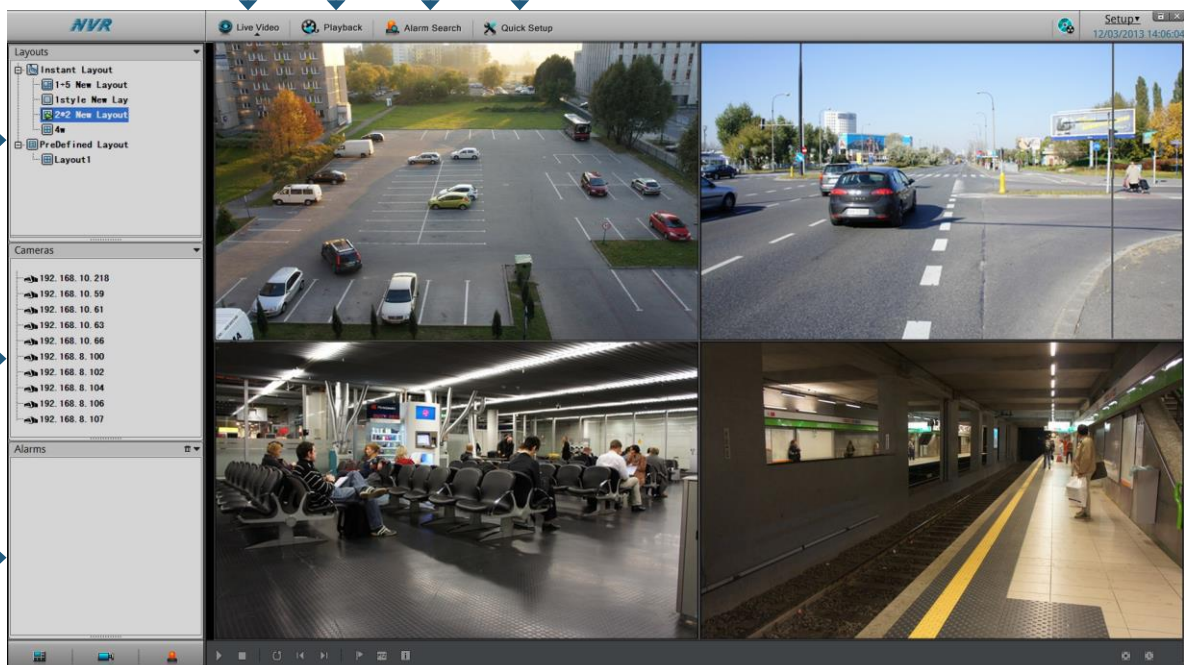 NVR
Live Video
Playback
Alarm Search
Quick Setup
Setup
12/03/2013 14:06:04
Layouts
Instant Layout
1-5 New Layout
1style New Lay
2*2 New Layout
4w
PreDefined Layout
Layout1
Cameras
192. 168. 10. 218
192. 168. 10. 59
192. 168. 10. 61
192. 168. 10. 63
192. 168. 10. 66
192. 168. 8. 100
192. 168. 8. 102
192. 168. 8. 104
192. 168. 8. 106
192. 168. 8. 107
Alarms